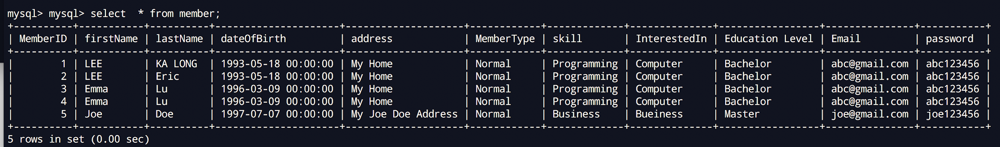 mysql> mysql> select  * from member;
+----------+-----------+----------+---------------------+--------------------+------------+-------------+--------------+-----------------+---------------+-----------+
| MemberID | firstName | lastName | dateOfBirth         | address            | MemberType | skill       | InterestedIn | Education Level | Email         | password  |
+----------+-----------+----------+---------------------+--------------------+------------+-------------+--------------+-----------------+---------------+-----------+
|        1 | LEE       | KA LONG  | 1993-05-18 00:00:00 | My Home            | Normal     | Programming | Computer     | Bachelor        | abc@gmail.com | abc123456 |
|        2 | LEE       | Eric     | 1993-05-18 00:00:00 | My Home            | Normal     | Programming | Computer     | Bachelor        | abc@gmail.com | abc123456 |
|        3 | Emma      | Lu       | 1996-03-09 00:00:00 | My Home            | Normal     | Programming | Computer     | Bachelor        | abc@gmail.com | abc123456 |
|        4 | Emma      | Lu       | 1996-03-09 00:00:00 | My Home            | Normal     | Programming | Computer     | Bachelor        | abc@gmail.com | abc123456 |
|        5 | Joe       | Doe      | 1997-07-07 00:00:00 | My Joe Doe Address | Normal     | Business    | Bueiness     | Master          | joe@gmail.com | joe123456 |
+----------+-----------+----------+---------------------+--------------------+------------+-------------+--------------+-----------------+---------------+-----------+
5 rows in set (0.00 sec)